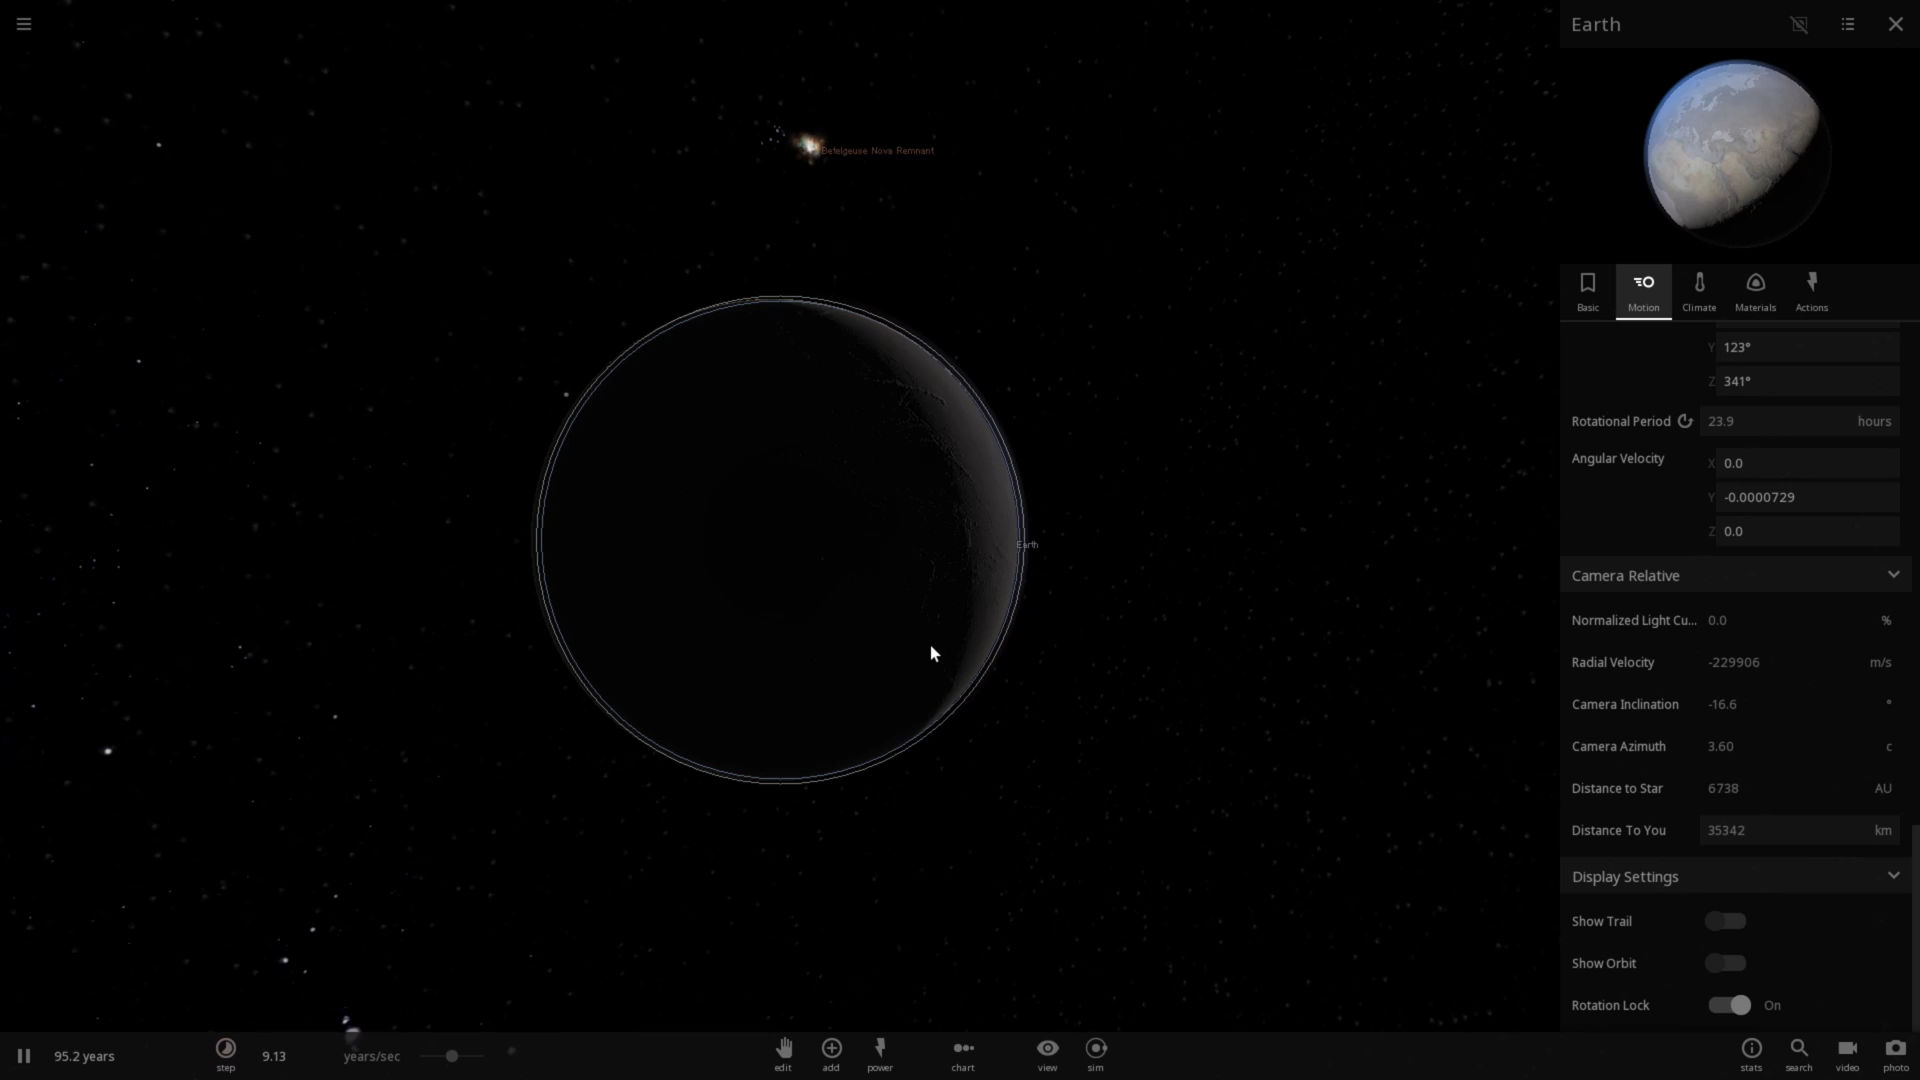 Earth
Betelgeuse Nova Remnant
Earth
Basic
Motion
Climate
Materials
Actions
Y 123°
Z 341°
Rotational Period 23.9 hours
Angular Velocity
X 0.0
Y -0.0000729
Z 0.0
Camera Relative
Normalized Light Cu... 0.0 %
Radial Velocity -229906 m/s
Camera Inclination -16.6 °
Camera Azimuth 3.60 c
Distance to Star 6738 AU
Distance To You 35342 km
Display Settings
Show Trail
Show Orbit
Rotation Lock On
95.2 years
step
9.13 years/sec
edit
add
power
chart
view
sim
stats
search
video
photo